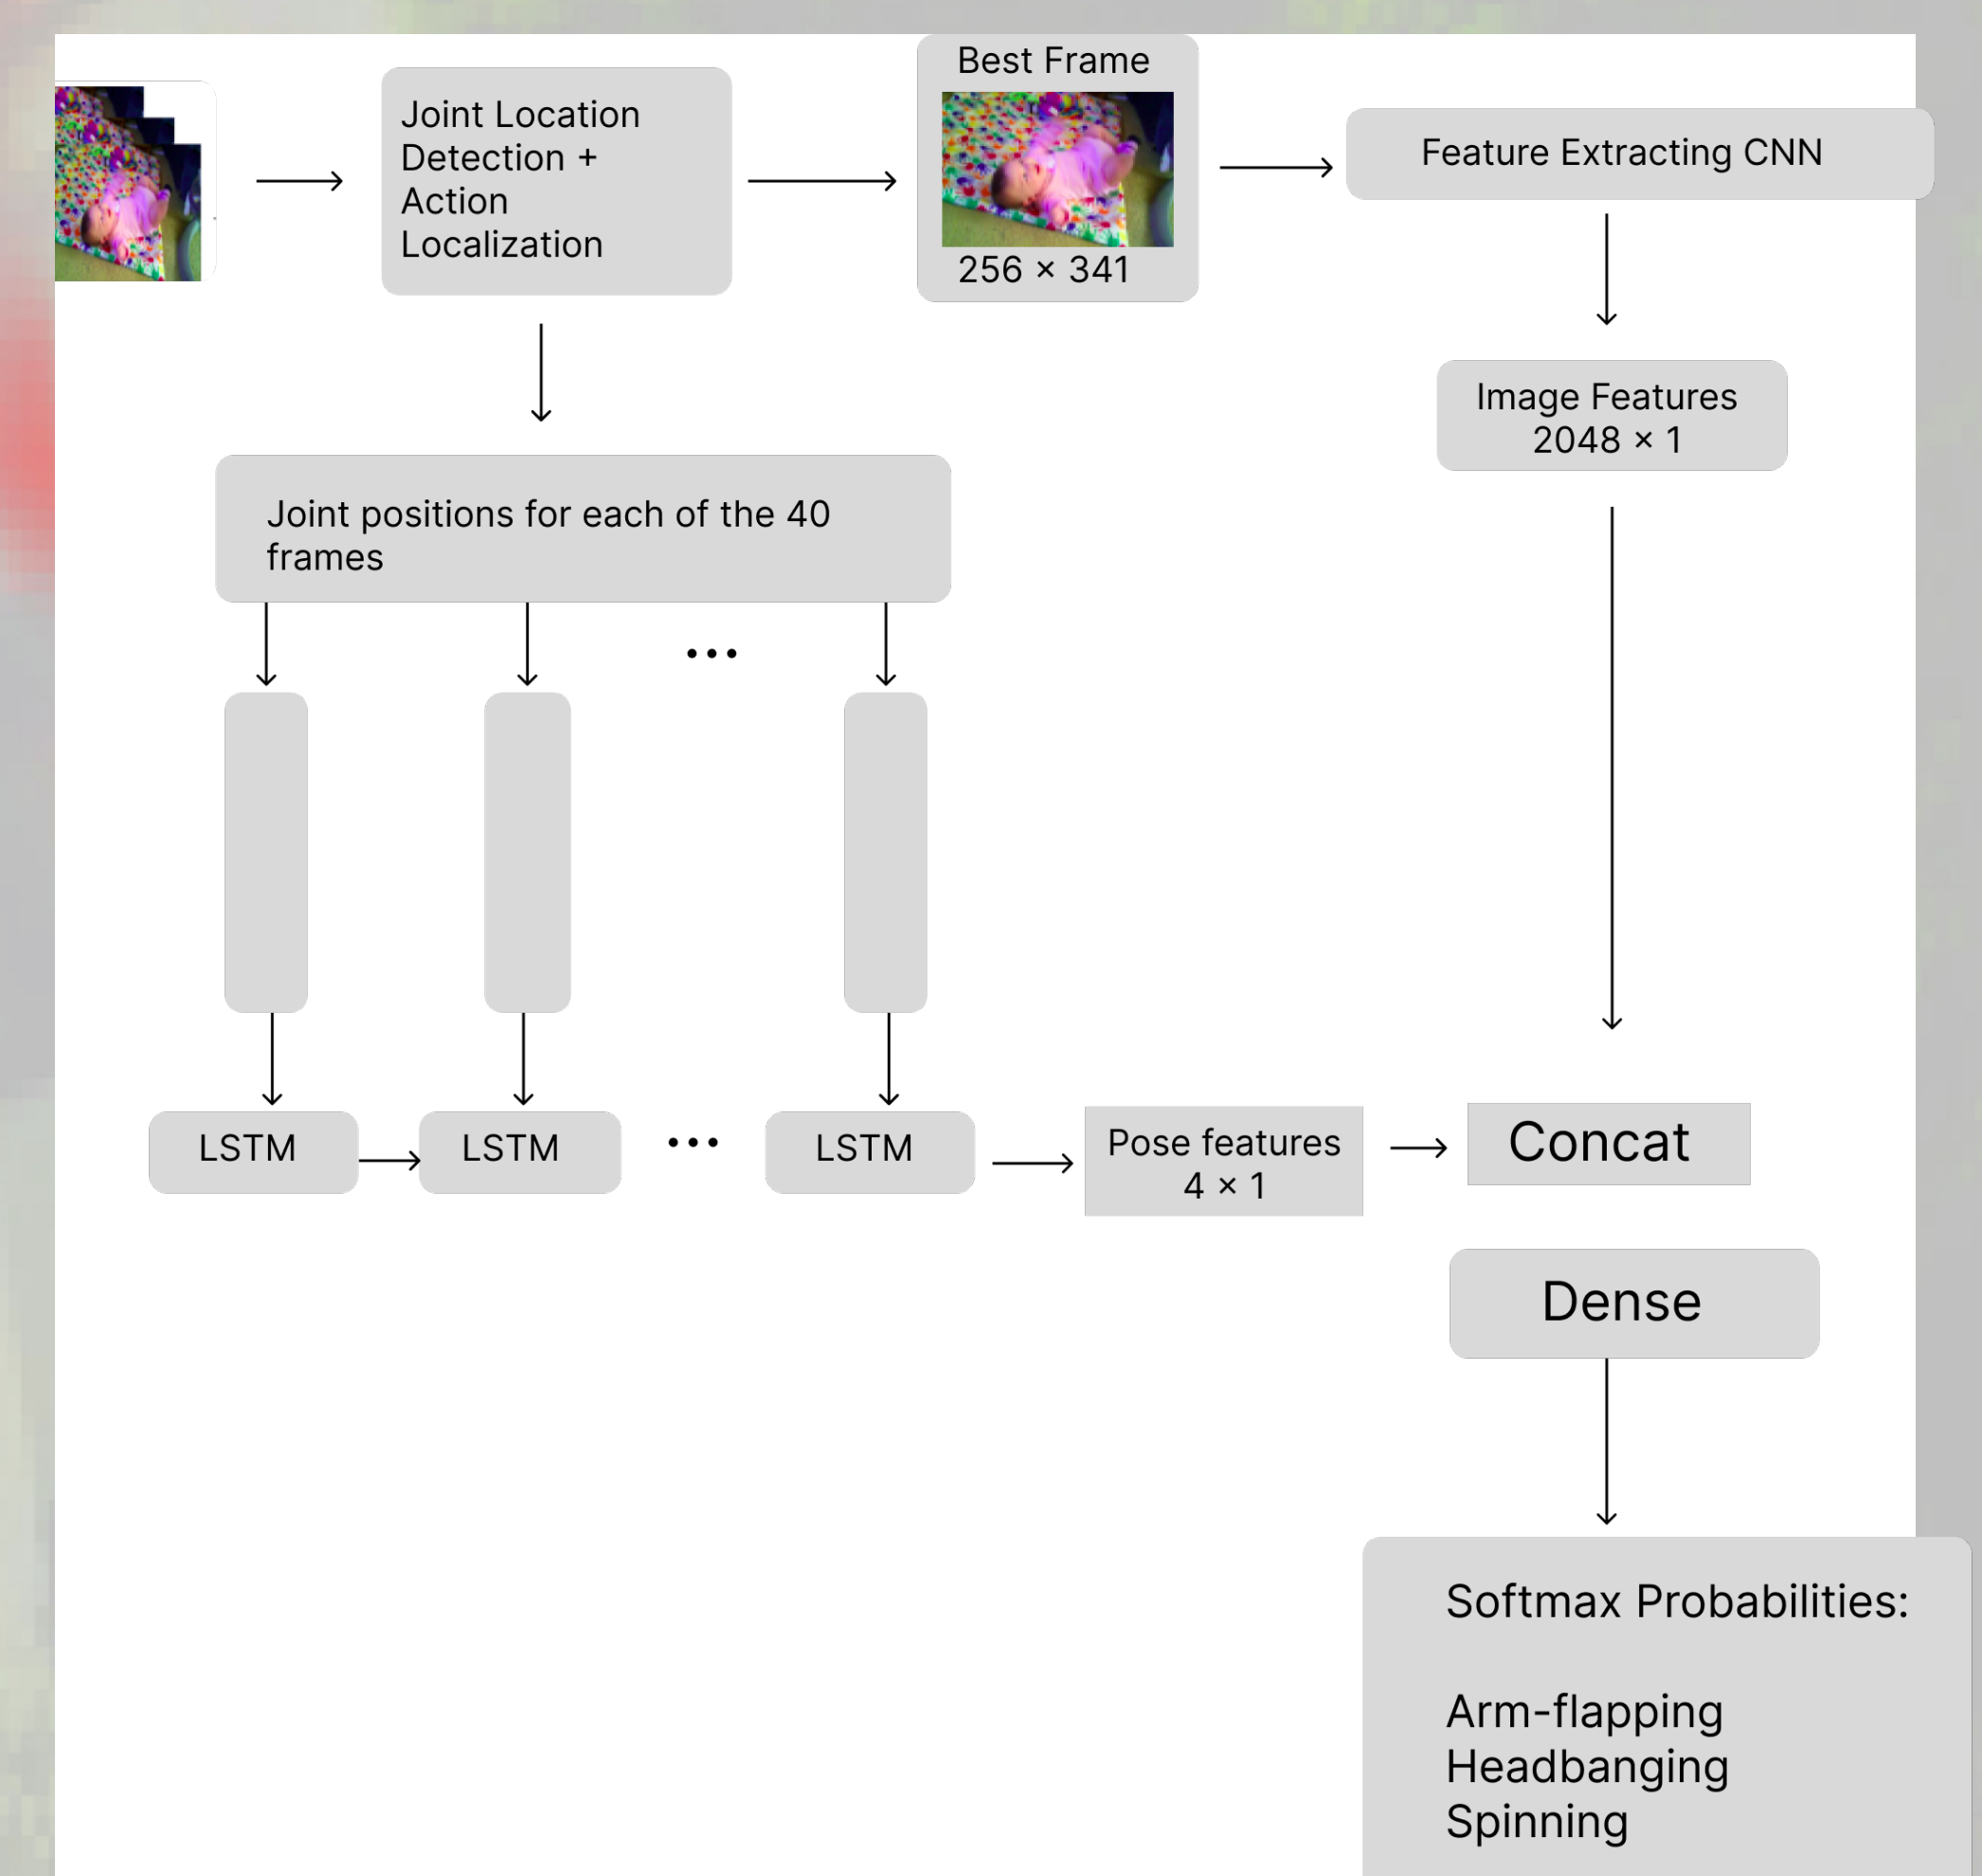 Best Frame
256 × 341
Joint Location
Detection +
Action
Localization
Feature Extracting CNN
Image Features
2048 × 1
Joint positions for each of the 40
frames
...
LSTM
LSTM
...
LSTM
Pose features
4 × 1
Concat
Dense
Softmax Probabilities:
Arm-flapping
Headbanging
Spinning